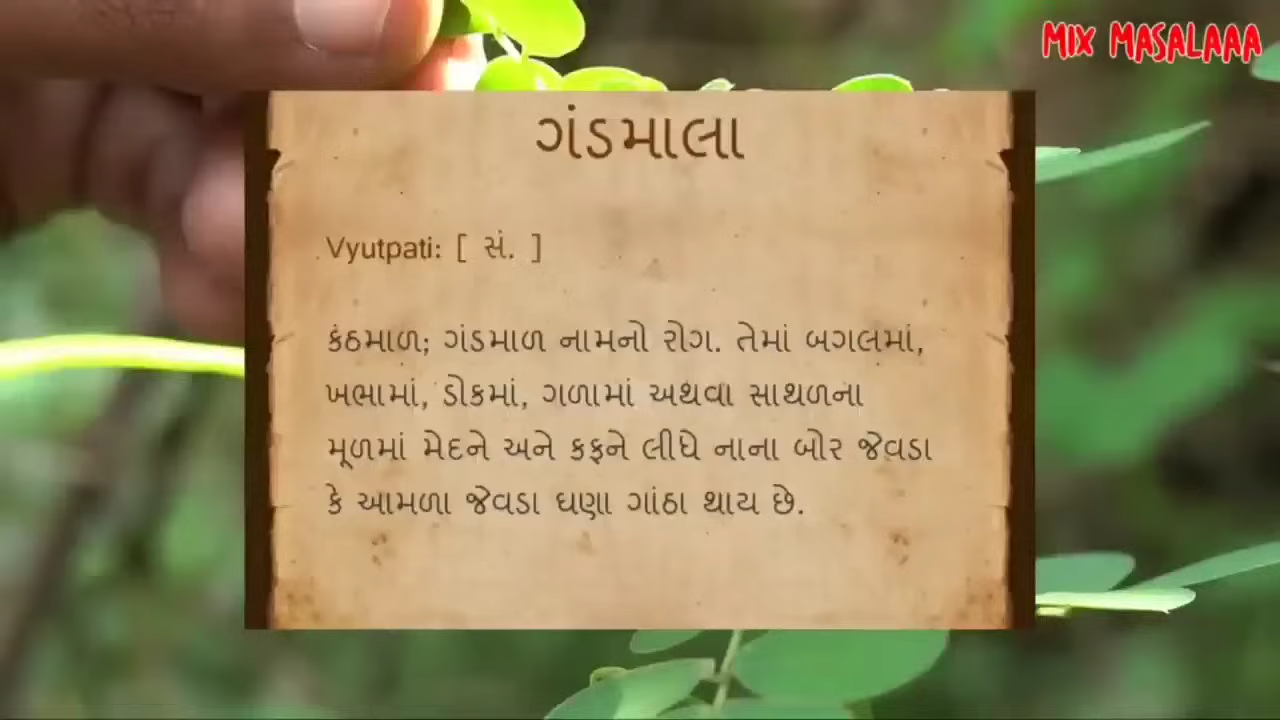 MIX MASALAAA
ગંડમાલા
Vyutpati: [ સં. ]
કંઠમાળ; ગંડમાળ નામનો રોગ. તેમાં બગલમાં,
ખભામાં, ડોકમાં, ગળામાં અથવા સાથળના
મૂળમાં મેદને અને કફને લીધે નાના બોર જેવડા
કે આમળા જેવડા ઘણા ગાંઠા થાય છે.